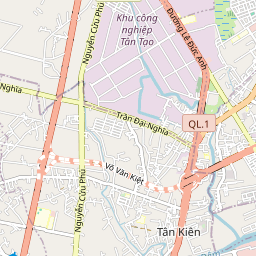 Khu công
nghiệp
Tân Tạo
Đường Lê Đức Anh
Nguyễn Cửu Phú
Nghĩa
Trần Đại Nghĩa
QL.1
Võ Văn Kiệt
Nguyễn Cửu Phú
Tân Kiên